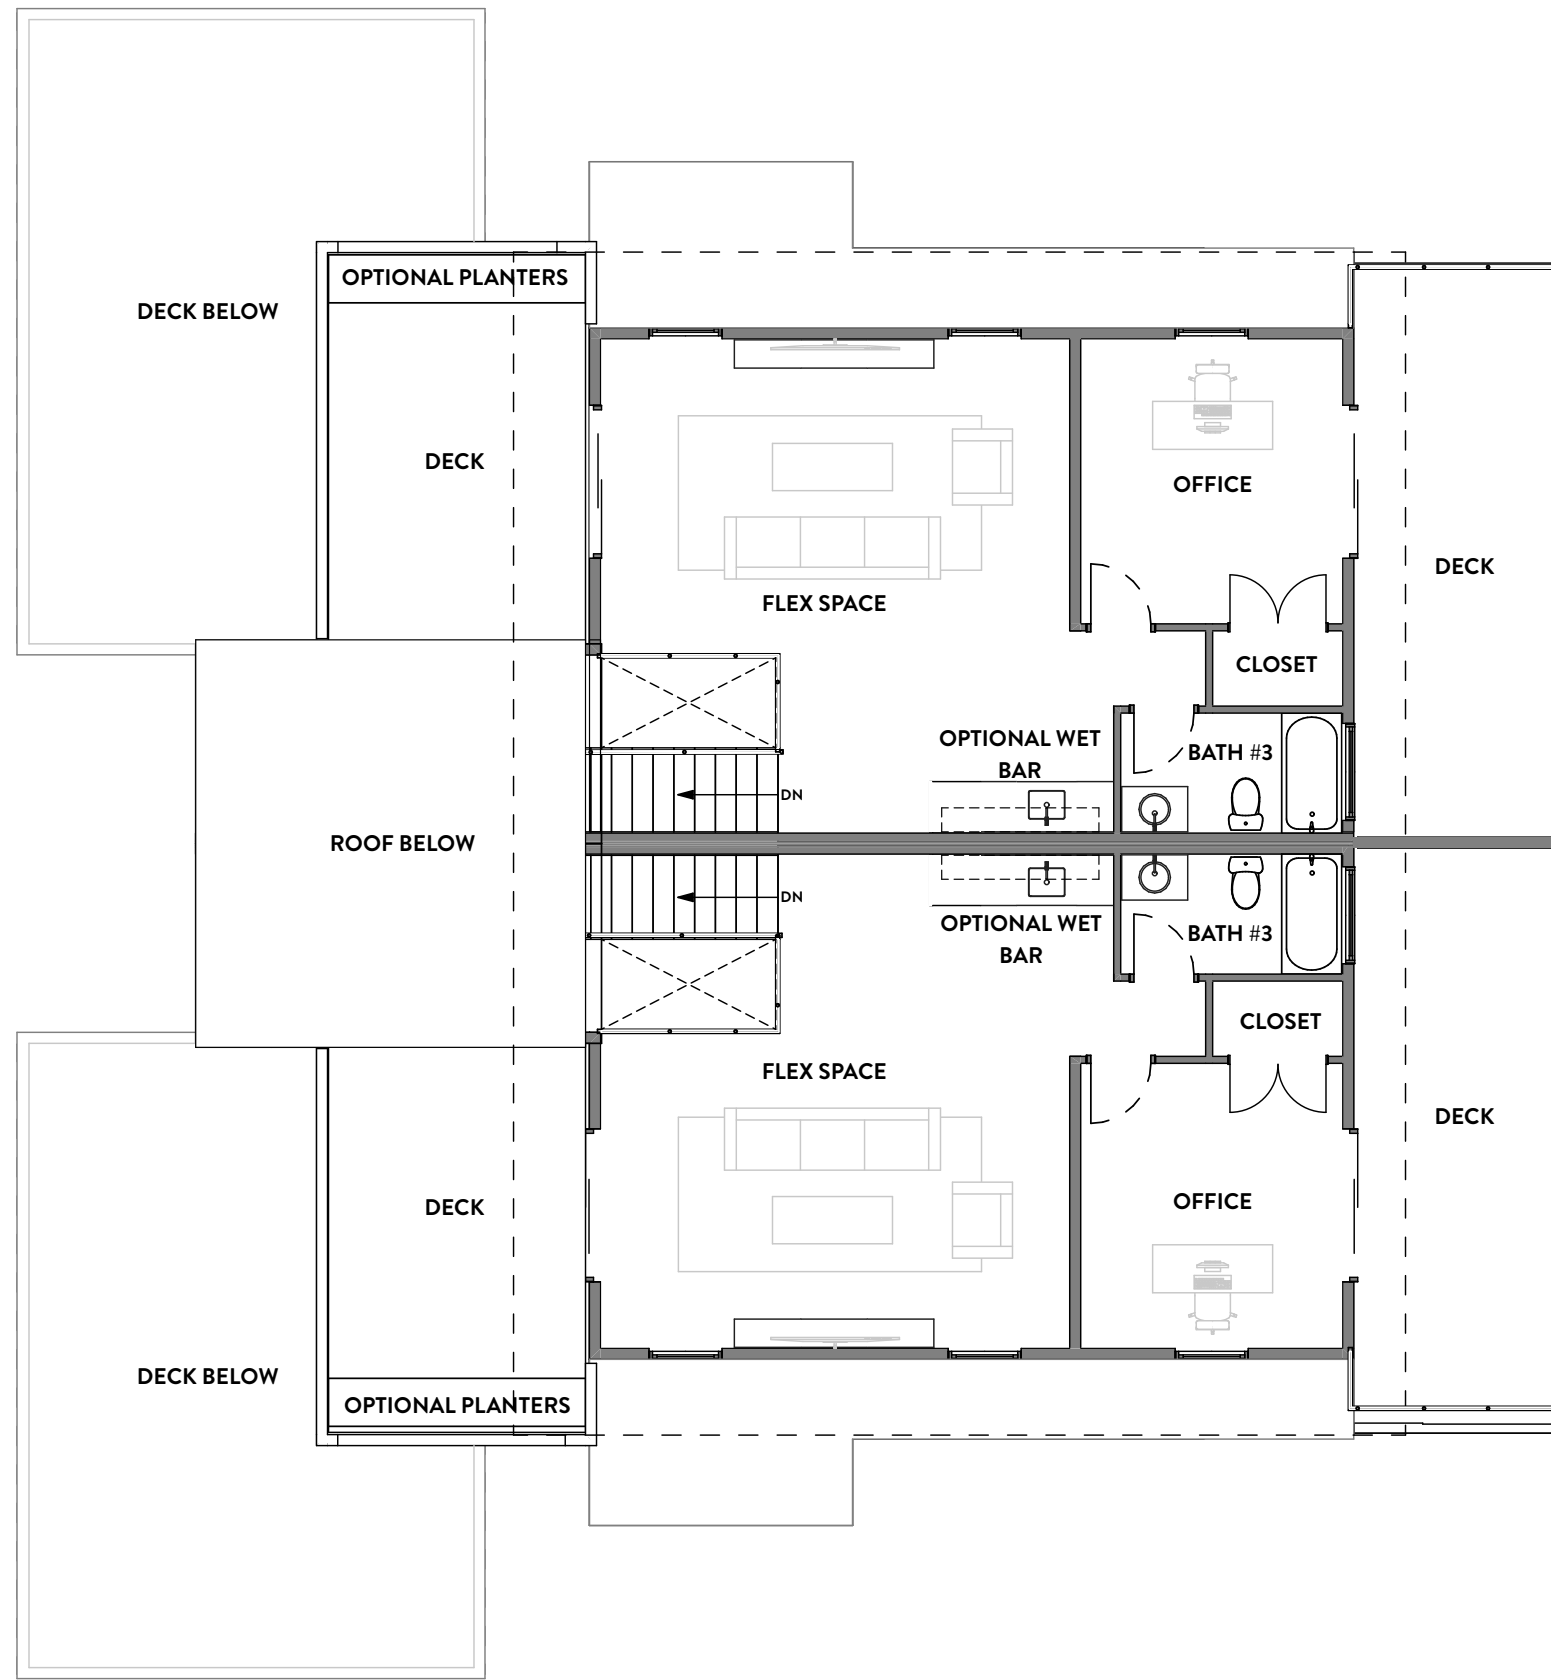 OPTIONAL PLANTERS
DECK BELOW
DECK
OFFICE
DECK
FLEX SPACE
CLOSET
OPTIONAL WET
BAR
BATH #3
DN
ROOF BELOW
DN
OPTIONAL WET
BAR
BATH #3
CLOSET
FLEX SPACE
DECK
DECK
OFFICE
DECK BELOW
OPTIONAL PLANTERS